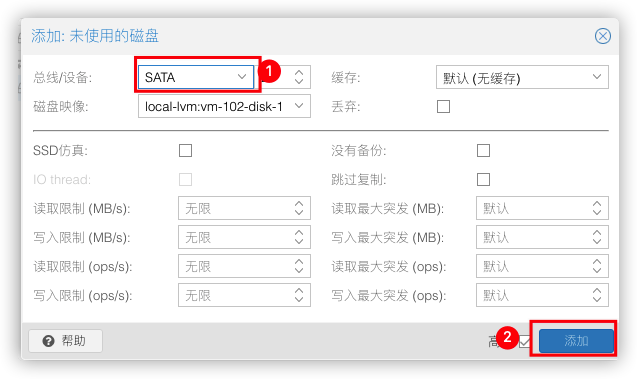 添加: 未使用的磁盘
总线/设备: SATA 1 缓存: 默认 (无缓存)
磁盘映像: local-lvm:vm-102-disk-1 丢弃:
SSD仿真: 没有备份:
IO thread: 跳过复制:
读取限制 (MB/s): 无限 读取最大突发 (MB): 默认
写入限制 (MB/s): 无限 写入最大突发 (MB): 默认
读取限制 (ops/s): 无限 读取最大突发 (ops): 默认
写入限制 (ops/s): 无限 写入最大突发 (ops): 默认
帮助 高 2 添加